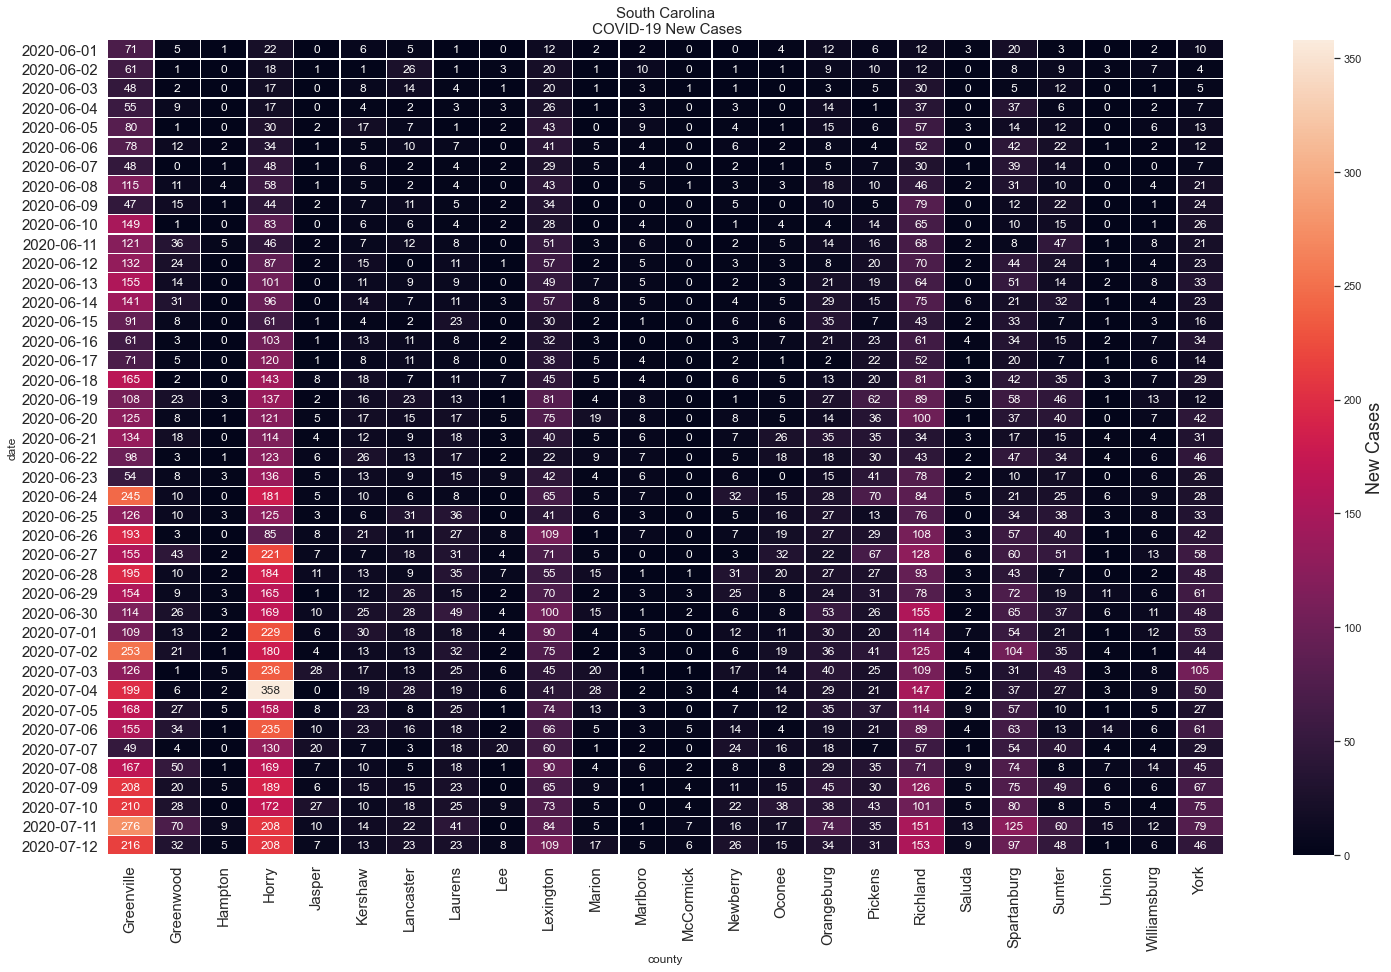 South Carolina
COVID-19 New Cases
2020-06-01 71 5 1 22 0 6 5 1 0 12 2 2 0 0 4 12 6 12 3 20 3 0 2 10
2020-06-02 61 1 0 18 1 1 26 1 3 20 1 10 0 1 1 9 10 12 0 8 9 3 7 4
2020-06-03 48 2 0 17 0 8 14 4 1 20 1 3 1 1 0 3 5 30 0 5 12 0 1 5
2020-06-04 55 9 0 17 0 4 2 3 3 26 1 3 0 3 0 14 1 37 0 37 6 0 2 7
2020-06-05 80 1 0 30 2 17 7 1 2 43 0 9 0 4 1 15 6 57 3 14 12 0 6 13
2020-06-06 78 12 2 34 1 5 10 7 0 41 5 4 0 6 2 8 4 52 0 42 22 1 2 12
2020-06-07 48 0 1 48 1 6 2 4 2 29 5 4 0 2 1 5 7 30 1 39 14 0 0 7
2020-06-08 115 11 4 58 1 5 2 4 0 43 0 5 1 3 3 18 10 46 2 31 10 0 4 21
2020-06-09 47 15 1 44 2 7 11 5 2 34 0 0 0 5 0 10 5 79 0 12 22 0 1 24
2020-06-10 149 1 0 83 0 6 6 4 2 28 0 4 0 1 4 4 14 65 0 10 15 0 1 26
2020-06-11 121 36 5 46 2 7 12 8 0 51 3 6 0 2 5 14 16 68 2 8 47 1 8 21
2020-06-12 132 24 0 87 2 15 0 11 1 57 2 5 0 3 3 8 20 70 2 44 24 1 4 23
2020-06-13 155 14 0 101 0 11 9 9 0 49 7 5 0 2 3 21 19 64 0 51 14 2 8 33
2020-06-14 141 31 0 96 0 14 7 11 3 57 8 5 0 4 5 29 15 75 6 21 32 1 4 23
2020-06-15 91 8 0 61 1 4 2 23 0 30 2 1 0 6 6 35 7 43 2 33 7 1 3 16
2020-06-16 61 3 0 103 1 13 11 8 2 32 3 0 0 3 7 21 23 61 4 34 15 2 7 34
2020-06-17 71 5 0 120 1 8 11 8 0 38 5 4 0 2 1 2 22 52 1 20 7 1 6 14
2020-06-18 165 2 0 143 8 18 7 11 7 45 5 4 0 6 5 13 20 81 3 42 35 3 7 29
2020-06-19 108 23 3 137 2 16 23 13 1 81 4 8 0 1 5 27 62 89 5 58 46 1 13 12
2020-06-20 125 8 1 121 5 17 15 17 5 75 19 8 0 8 5 14 36 100 1 37 40 0 7 42
2020-06-21 134 18 0 114 4 12 9 18 3 40 5 6 0 7 26 35 35 34 3 17 15 4 4 31
2020-06-22 98 3 1 123 6 26 13 17 2 22 9 7 0 5 18 18 30 43 2 47 34 4 6 46
2020-06-23 54 8 3 136 5 13 9 15 9 42 4 6 0 6 0 15 41 78 2 10 17 0 6 26
2020-06-24 245 10 0 181 5 10 6 8 0 65 5 7 0 32 15 28 70 84 5 21 25 6 9 28
2020-06-25 126 10 3 125 3 6 31 36 0 41 6 3 0 5 16 27 13 76 0 34 38 3 8 33
2020-06-26 193 3 0 85 8 21 11 27 8 109 1 7 0 7 19 27 29 108 3 57 40 1 6 42
2020-06-27 155 43 2 221 7 7 18 31 4 71 5 0 0 3 32 22 67 128 6 60 51 1 13 58
2020-06-28 195 10 2 184 11 13 9 35 7 55 15 1 1 31 20 27 27 93 3 43 7 0 2 48
2020-06-29 154 9 3 165 1 12 26 15 2 70 2 3 3 25 8 24 31 78 3 72 19 11 6 61
2020-06-30 114 26 3 169 10 25 28 49 4 100 15 1 2 6 8 53 26 155 2 65 37 6 11 48
2020-07-01 109 13 2 229 6 30 18 18 4 90 4 5 0 12 11 30 20 114 7 54 21 1 12 53
2020-07-02 253 21 1 180 4 13 13 32 2 75 2 3 0 6 19 36 41 125 4 104 35 4 1 44
2020-07-03 126 1 5 236 28 17 13 25 6 45 20 1 1 17 14 40 25 109 5 31 43 3 8 105
2020-07-04 199 6 2 358 0 19 28 19 6 41 28 2 3 4 14 29 21 147 2 37 27 3 9 50
2020-07-05 168 27 5 158 8 23 8 25 1 74 13 3 0 7 12 35 37 114 9 57 10 1 5 27
2020-07-06 155 34 1 235 10 23 16 18 2 66 5 3 5 14 4 19 21 89 4 63 13 14 6 61
2020-07-07 49 4 0 130 20 7 3 18 20 60 1 2 0 24 16 18 7 57 1 54 40 4 4 29
2020-07-08 167 50 1 169 7 10 5 18 1 90 4 6 2 8 8 29 35 71 9 74 8 7 14 45
2020-07-09 208 20 5 189 6 15 15 23 0 65 9 1 4 11 15 45 30 126 5 75 49 6 6 67
2020-07-10 210 28 0 172 27 10 18 25 9 73 5 0 4 22 38 38 43 101 5 80 8 5 4 75
2020-07-11 276 70 9 208 10 14 22 41 0 84 5 1 7 16 17 74 35 151 13 125 60 15 12 79
2020-07-12 216 32 5 208 7 13 23 23 8 109 17 5 6 26 15 34 31 153 9 97 48 1 6 46
date
Greenville Greenwood Hampton Horry Jasper Kershaw Lancaster Laurens Lee Lexington Marion Marlboro McCormick Newberry Oconee Orangeburg Pickens Richland Saluda Spartanburg Sumter Union Williamsburg York
county
350
300
250
200
150
100
50
0
New Cases